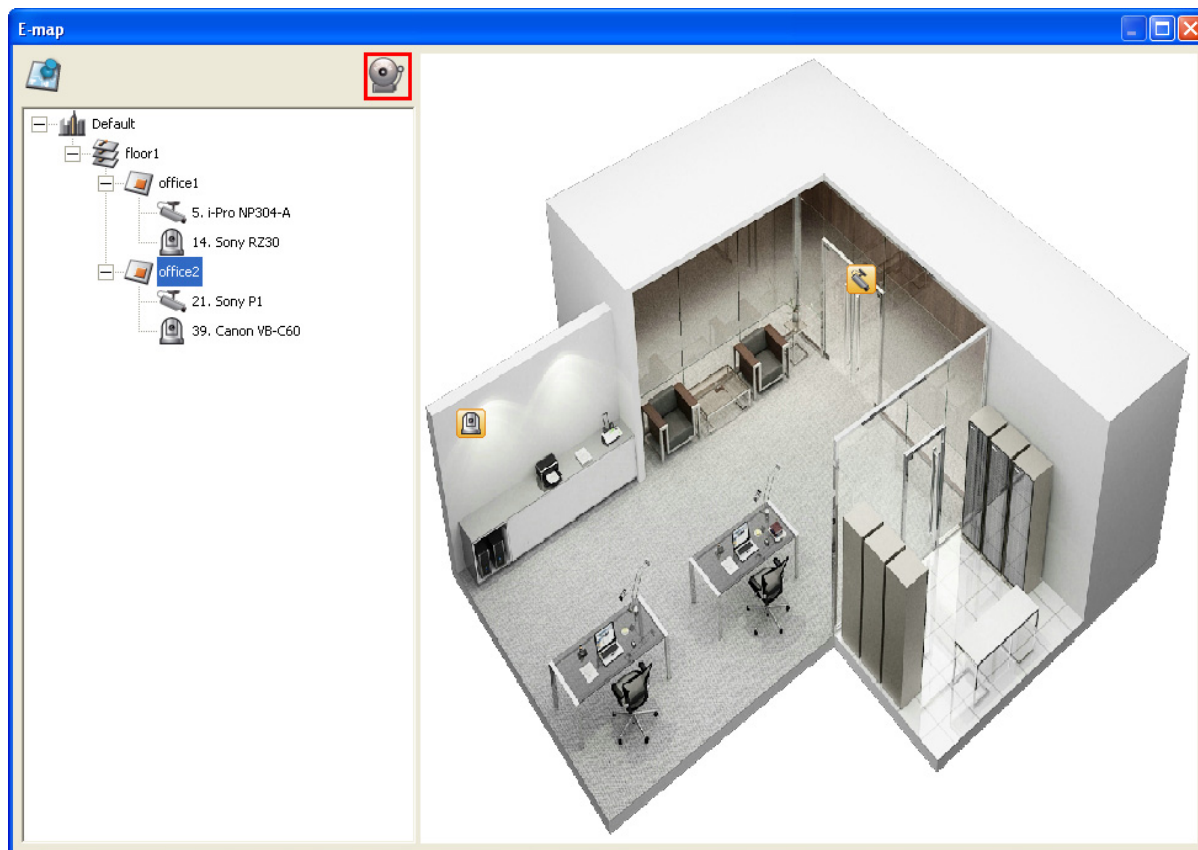 E-map
Default
floor1
office1
5. i-Pro NP304-A
14. Sony RZ30
office2
21. Sony P1
39. Canon VB-C60